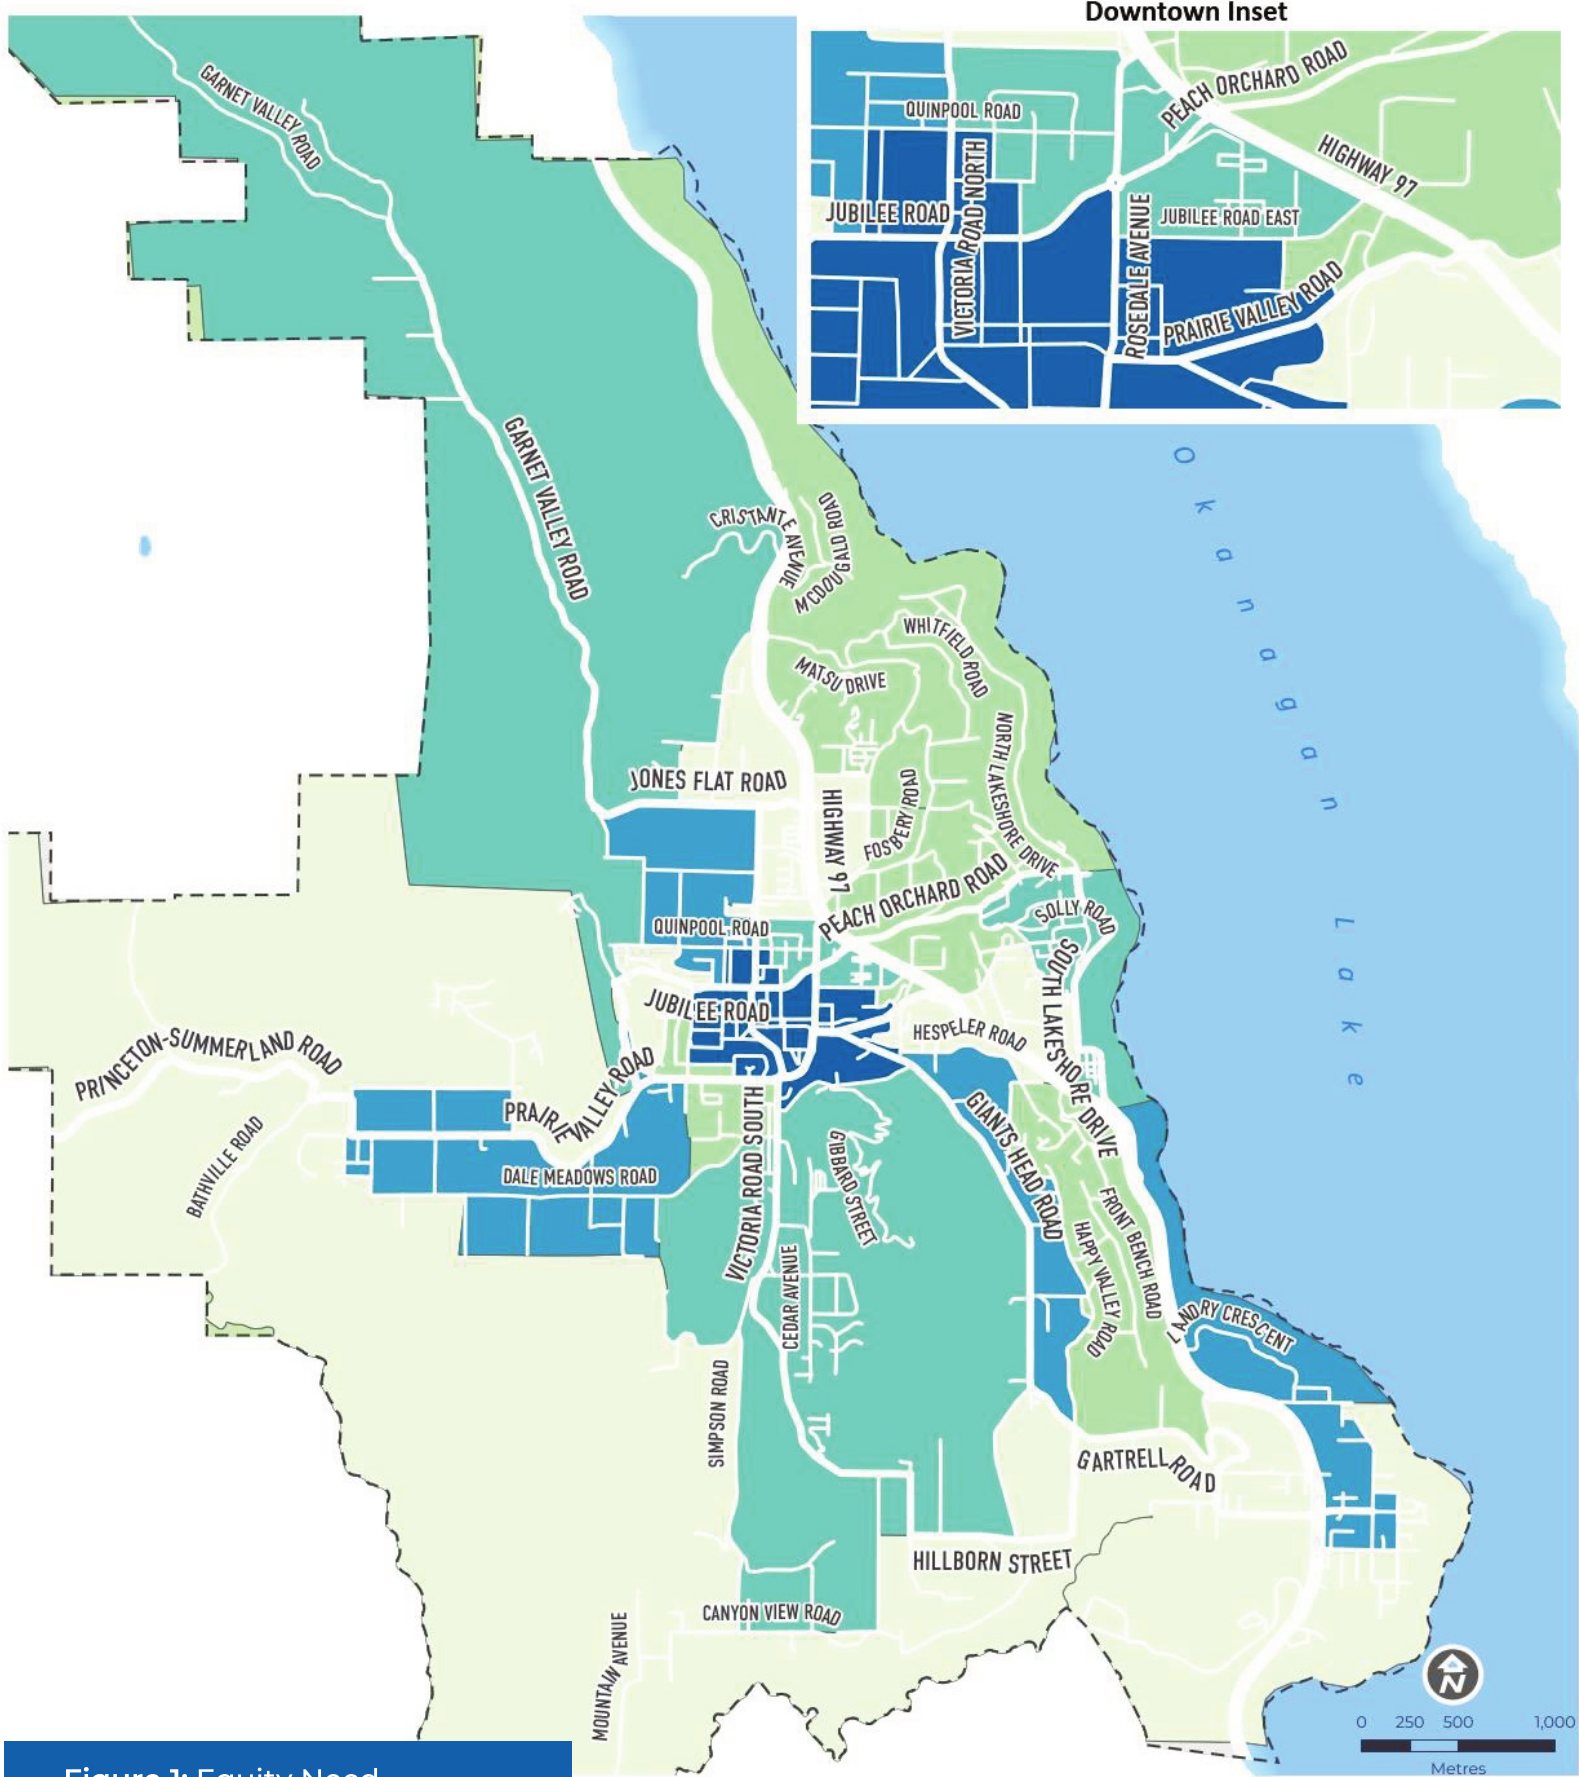 Downtown Inset
PEACH ORCHARD ROAD
QUINPOOL ROAD
HIGHWAY 97
VICTORIA ROAD NORTH
JUBILEE ROAD
ROSEDALE AVENUE
JUBILEE ROAD EAST
PRAIRIE VALLEY ROAD
GARNET VALLEY ROAD
GARNET VALLEY ROAD
Okanagan Lake
CRISTANTE AVENUE
MCDOUGALD ROAD
WHITFIELD ROAD
MATSU DRIVE
NORTH LAKESHORE DRIVE
JONES FLAT ROAD
HIGHWAY 97
FOSBERY ROAD
PEACH ORCHARD ROAD
SOLLY ROAD
QUINPOOL ROAD
SOUTH LAKESHORE DRIVE
JUBILEE ROAD
HESPELER ROAD
PRINCETON-SUMMERLAND ROAD
PRAIRIE VALLEY ROAD
GIANTS HEAD ROAD
BATHVILLE ROAD
GIBBARD STREET
DALE MEADOWS ROAD
VICTORIA ROAD SOUTH
FRONT BENCH ROAD
HAPPY VALLEY ROAD
CEDAR AVENUE
LANDRY CRESCENT
SIMPSON ROAD
GARTRELL ROAD
HILLBORN STREET
CANYON VIEW ROAD
MOUNTAIN AVENUE
N
0 250 500 1,000
Metres
Figure 1: Equity Need